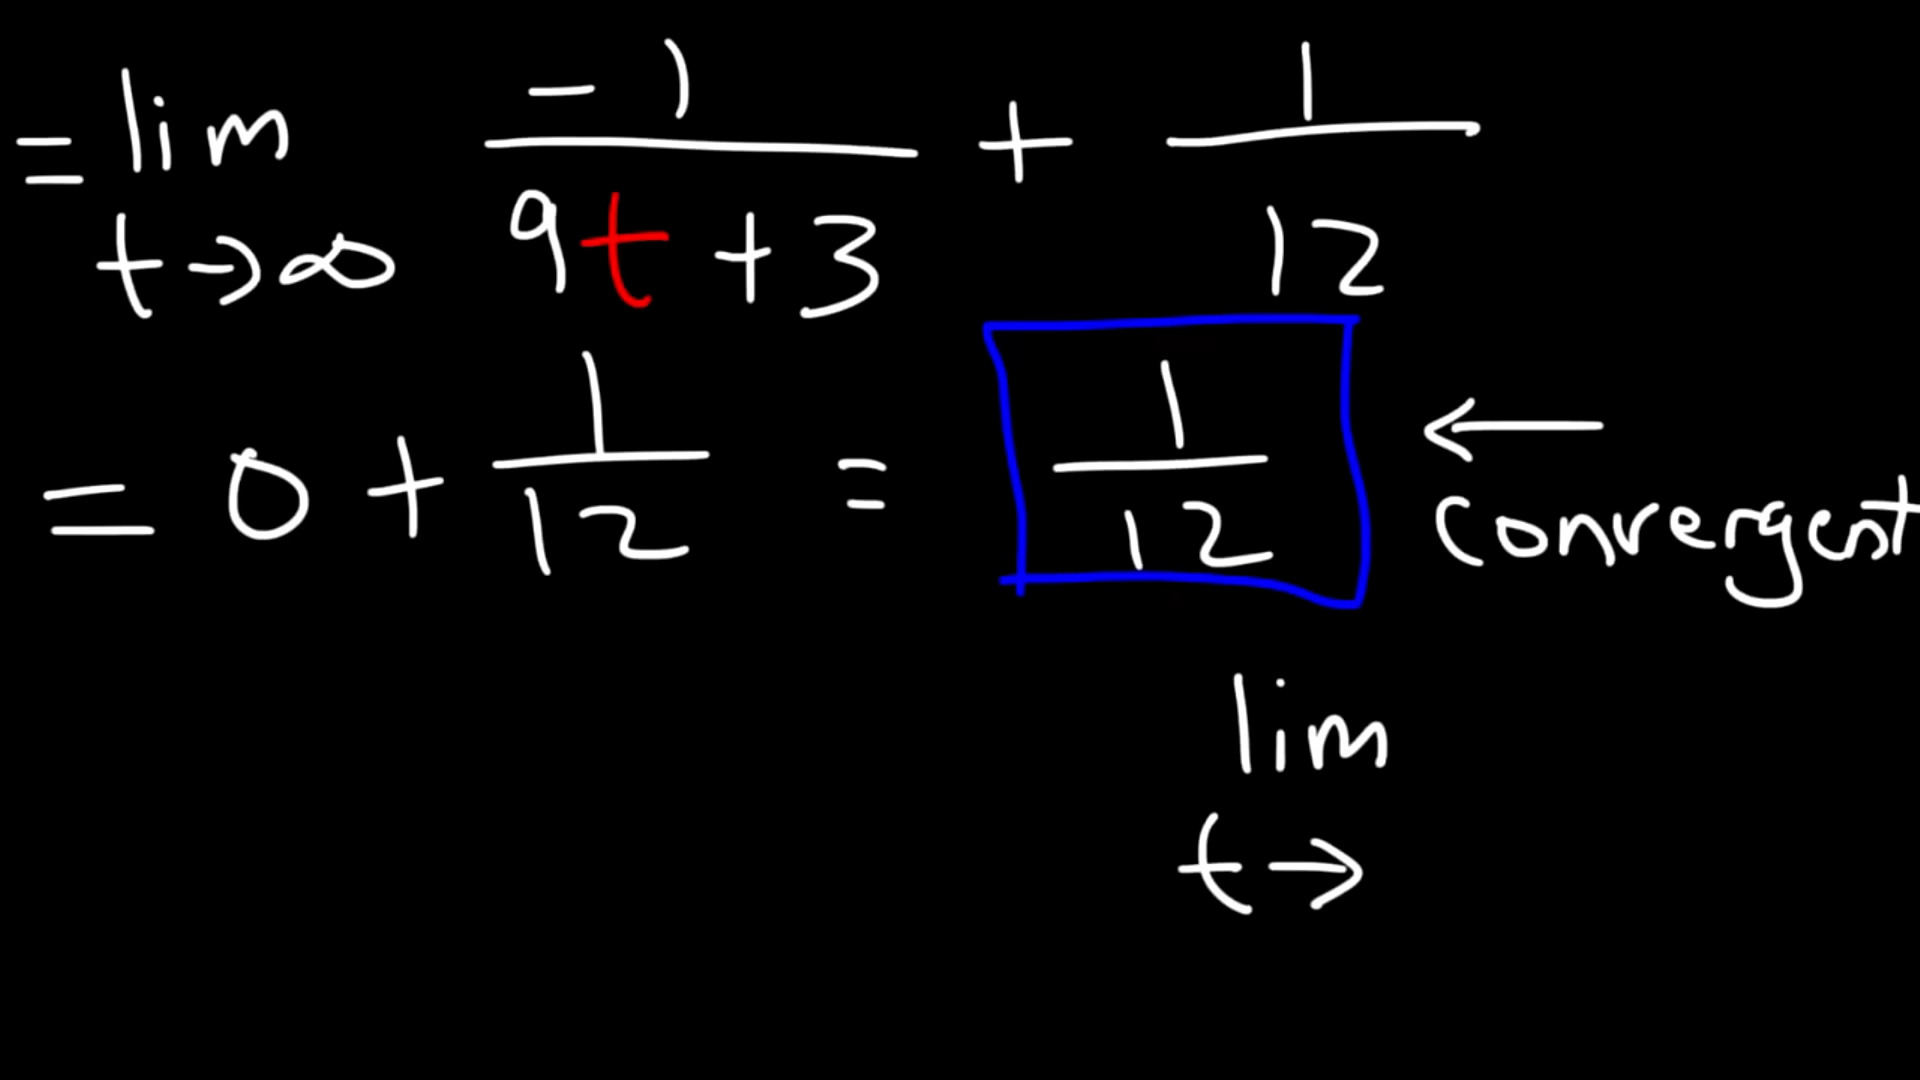 = lim t→∞ -1/(9t + 3) + 1/12
= 0 + 1/12 = 1/12 ← convergent
lim
t→